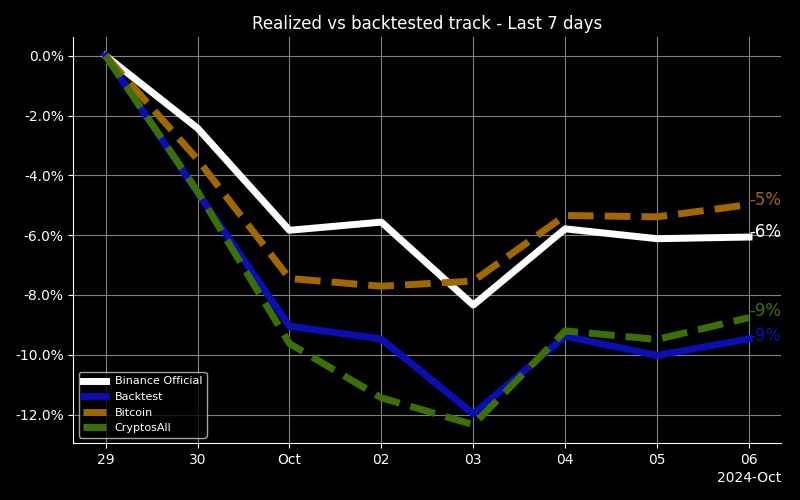 Realized vs backtested track - Last 7 days
0.0%
-2.0%
-4.0%
-6.0%
-8.0%
-10.0%
-12.0%
-5%
-6%
-9%
-9%
Binance Official
Backtest
Bitcoin
CryptosAll
29 30 Oct 02 03 04 05 06
2024-Oct